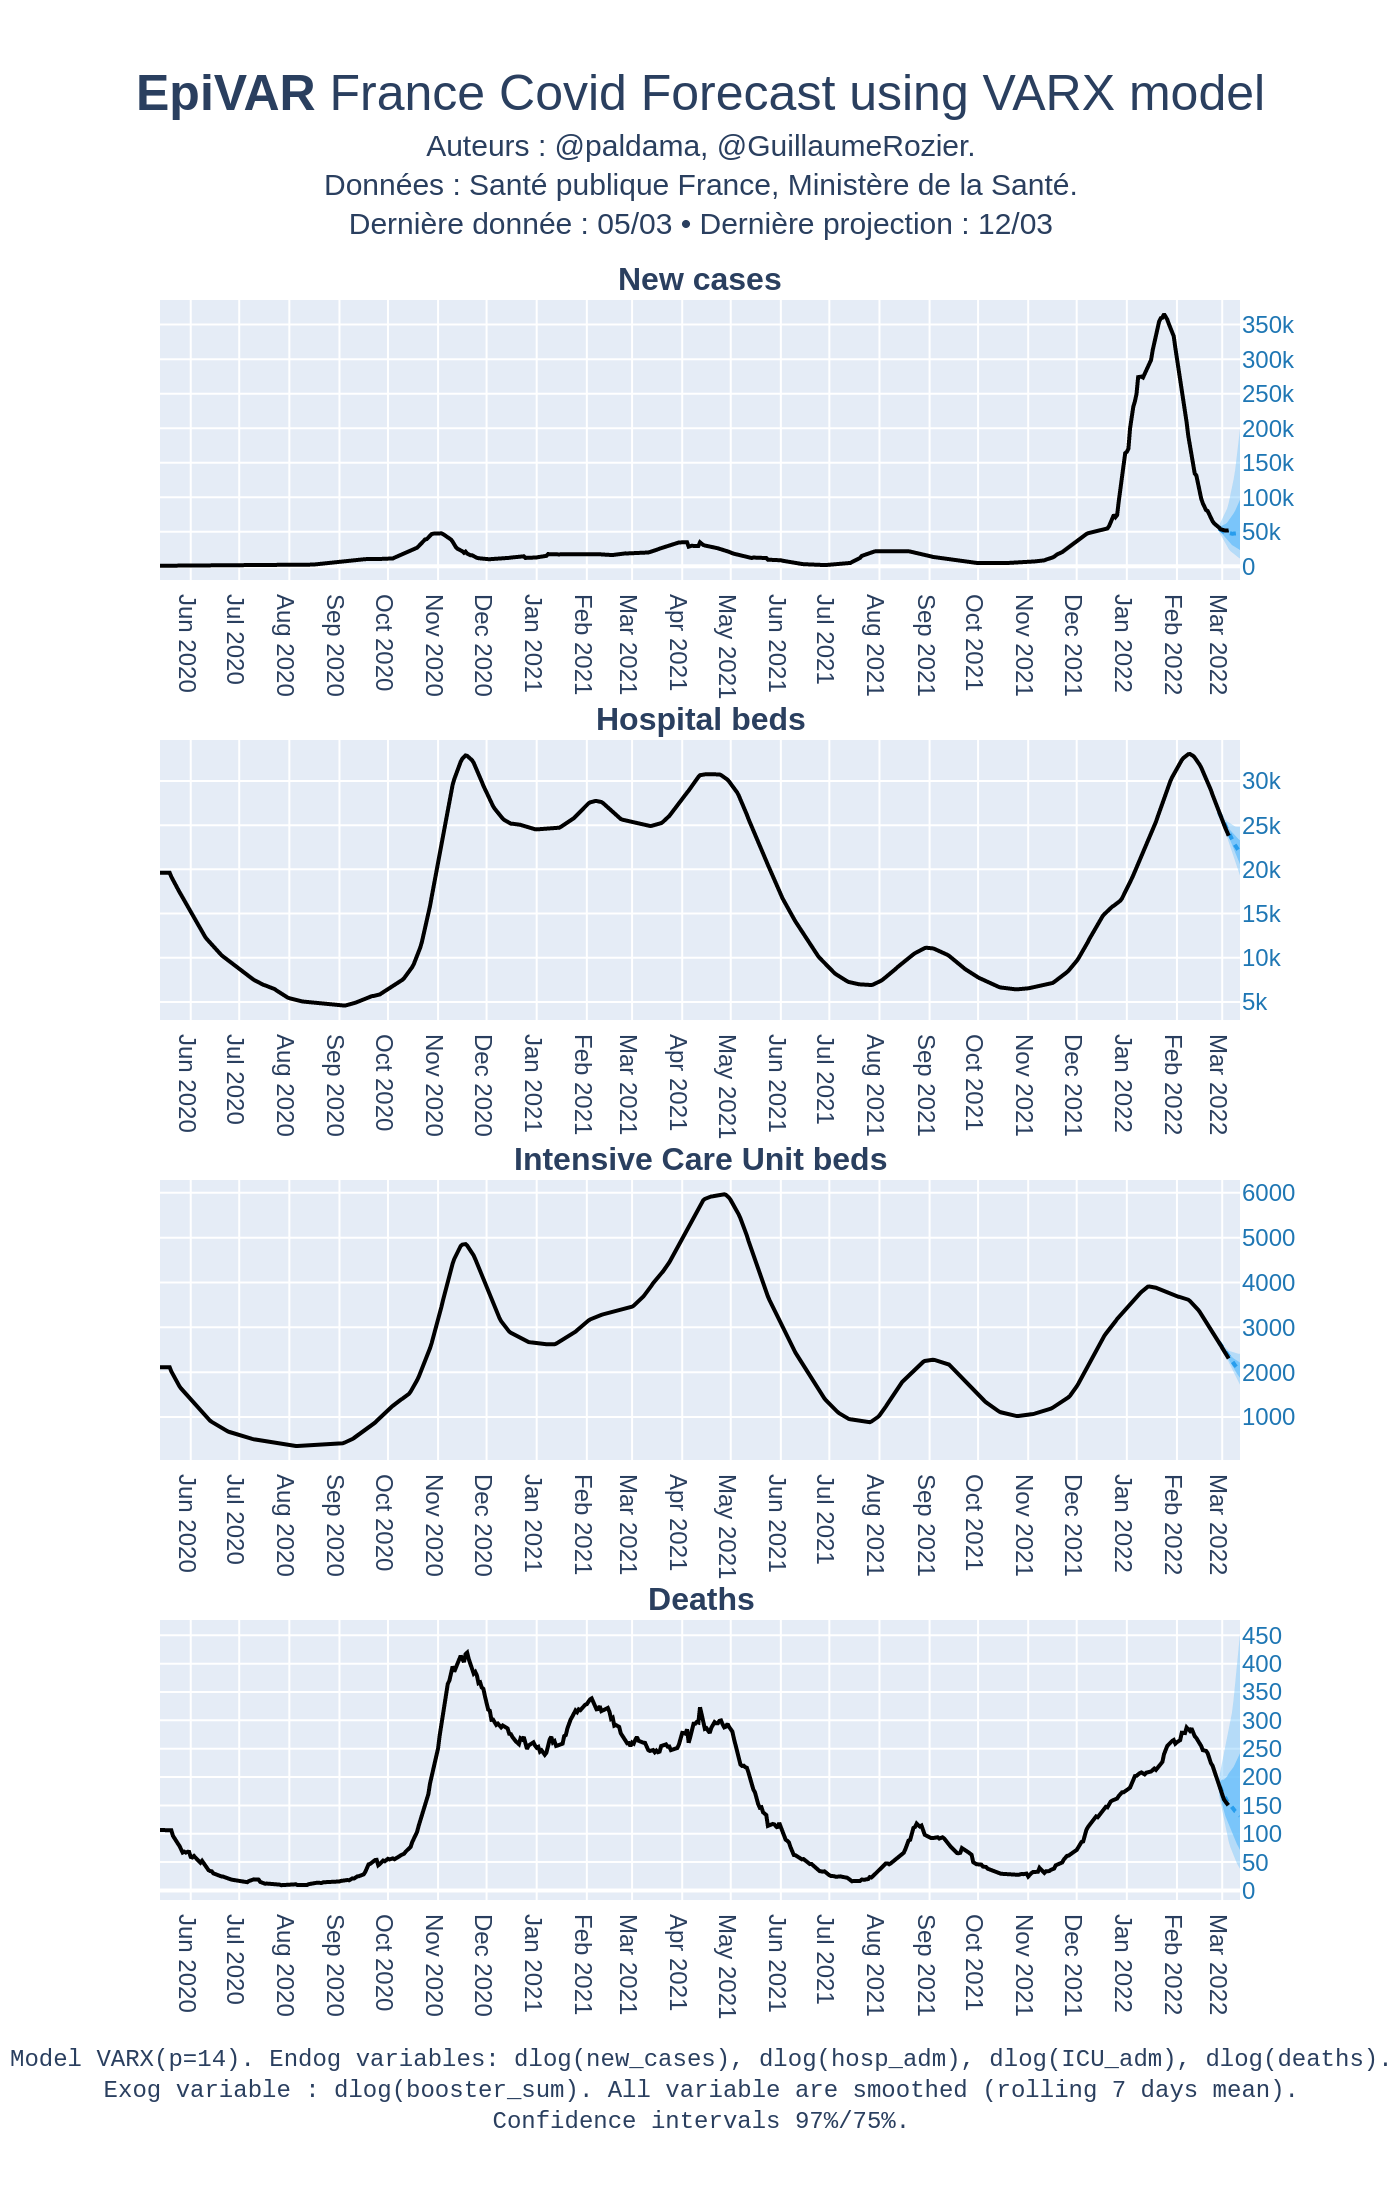 EpiVAR France Covid Forecast using VARX model
Auteurs : @paldama, @GuillaumeRozier.
Données : Santé publique France, Ministère de la Santé.
Dernière donnée : 05/03 • Dernière projection : 12/03
New cases
350k
300k
250k
200k
150k
100k
50k
0
Jun 2020
Jul 2020
Aug 2020
Sep 2020
Oct 2020
Nov 2020
Dec 2020
Jan 2021
Feb 2021
Mar 2021
Apr 2021
May 2021
Jun 2021
Jul 2021
Aug 2021
Sep 2021
Oct 2021
Nov 2021
Dec 2021
Jan 2022
Feb 2022
Mar 2022
Hospital beds
30k
25k
20k
15k
10k
5k
Jun 2020
Jul 2020
Aug 2020
Sep 2020
Oct 2020
Nov 2020
Dec 2020
Jan 2021
Feb 2021
Mar 2021
Apr 2021
May 2021
Jun 2021
Jul 2021
Aug 2021
Sep 2021
Oct 2021
Nov 2021
Dec 2021
Jan 2022
Feb 2022
Mar 2022
Intensive Care Unit beds
6000
5000
4000
3000
2000
1000
Jun 2020
Jul 2020
Aug 2020
Sep 2020
Oct 2020
Nov 2020
Dec 2020
Jan 2021
Feb 2021
Mar 2021
Apr 2021
May 2021
Jun 2021
Jul 2021
Aug 2021
Sep 2021
Oct 2021
Nov 2021
Dec 2021
Jan 2022
Feb 2022
Mar 2022
Deaths
450
400
350
300
250
200
150
100
50
0
Jun 2020
Jul 2020
Aug 2020
Sep 2020
Oct 2020
Nov 2020
Dec 2020
Jan 2021
Feb 2021
Mar 2021
Apr 2021
May 2021
Jun 2021
Jul 2021
Aug 2021
Sep 2021
Oct 2021
Nov 2021
Dec 2021
Jan 2022
Feb 2022
Mar 2022
Model VARX(p=14). Endog variables: dlog(new_cases), dlog(hosp_adm), dlog(ICU_adm), dlog(deaths).
Exog variable : dlog(booster_sum). All variable are smoothed (rolling 7 days mean).
Confidence intervals 97%/75%.